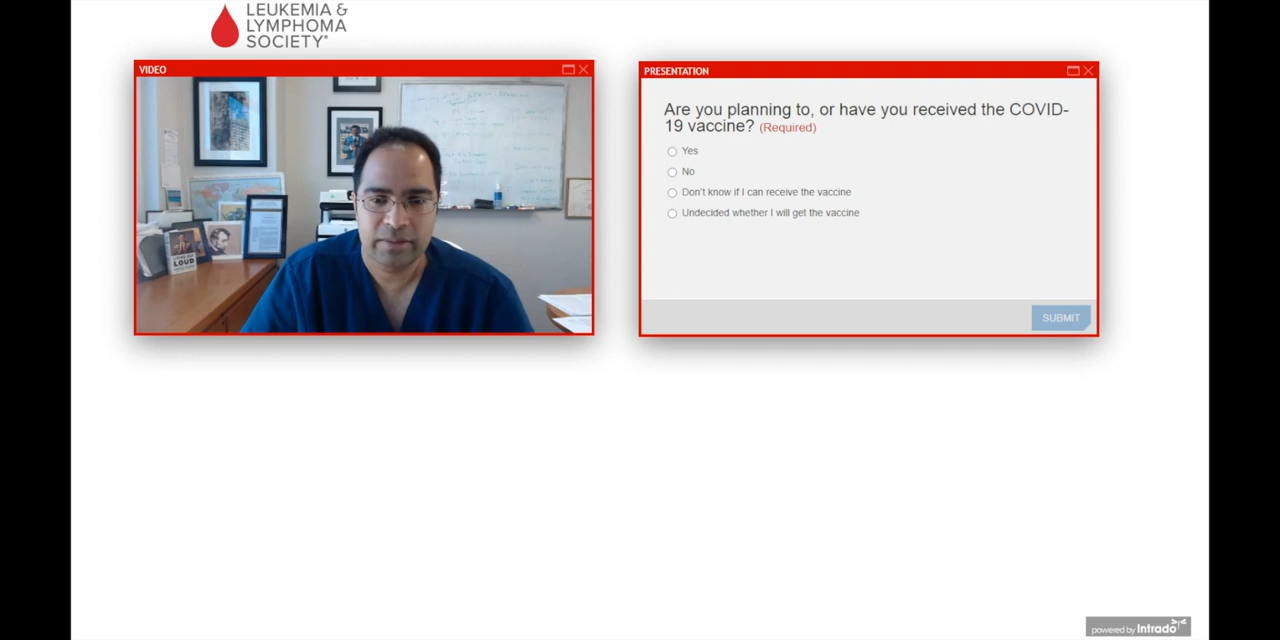 LEUKEMIA &
LYMPHOMA
SOCIETY®
VIDEO
LOUD
PRESENTATION
Are you planning to, or have you received the COVID-
19 vaccine? (Required)
Yes
No
Don't know if I can receive the vaccine
Undecided whether I will get the vaccine
SUBMIT
powered by Intrado